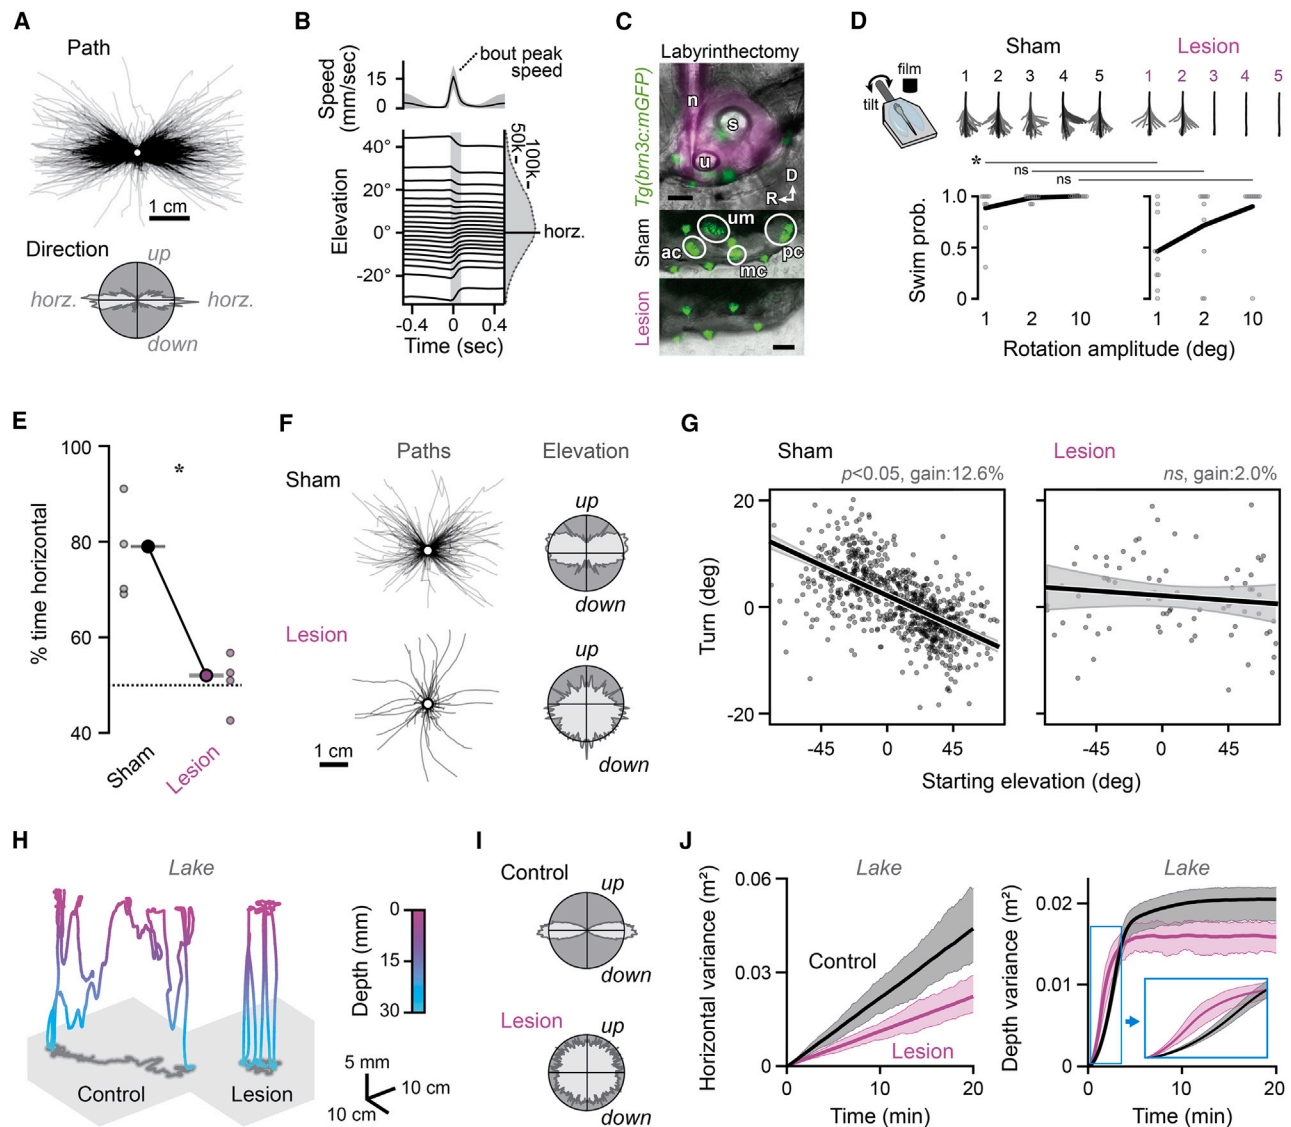 A
Path
1 cm
Direction
up
horz.
horz.
down
B
Speed
(mm/sec)
15
0
bout peak
speed
Elevation
40°
20°
0°
-20°
50k
100k
horz.
-0.4
0
0.4
Time (sec)
C
Labyrinthectomy
Tg(brn3c:mGFP)
n
s
u
D
R
Sham
um
ac
mc
pc
Lesion
D
film
tilt
Sham
1 2 3 4 5
Lesion
1 2 3 4 5
*
ns
ns
Swim prob.
1.0
0.5
0
1 2 10
1 2 10
Rotation amplitude (deg)
E
% time horizontal
100
80
60
40
*
Sham
Lesion
F
Paths
Elevation
Sham
up
down
Lesion
up
down
1 cm
G
Sham
p<0.05, gain:12.6%
Lesion
ns, gain:2.0%
Turn (deg)
20
0
-20
-45 0 45
-45 0 45
Starting elevation (deg)
H
Lake
Control
Lesion
Depth (mm)
0
15
30
5 mm
10 cm
10 cm
I
Control
up
down
Lesion
up
down
J
Lake
Horizontal variance (m²)
0.06
0.03
0
Control
Lesion
0 10 20
Time (min)
Lake
Depth variance (m²)
0.02
0.01
0
0 10 20
Time (min)